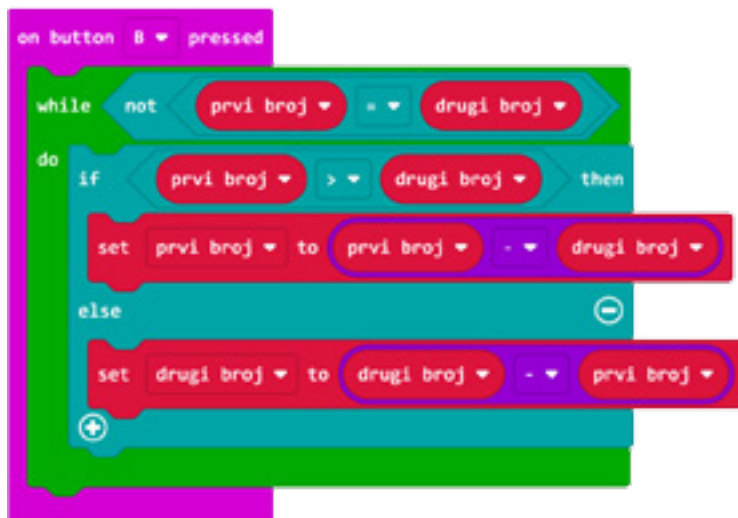 on button B pressed
while not prvi broj = drugi broj
do
if prvi broj > drugi broj then
set prvi broj to prvi broj - drugi broj
else
set drugi broj to drugi broj - prvi broj